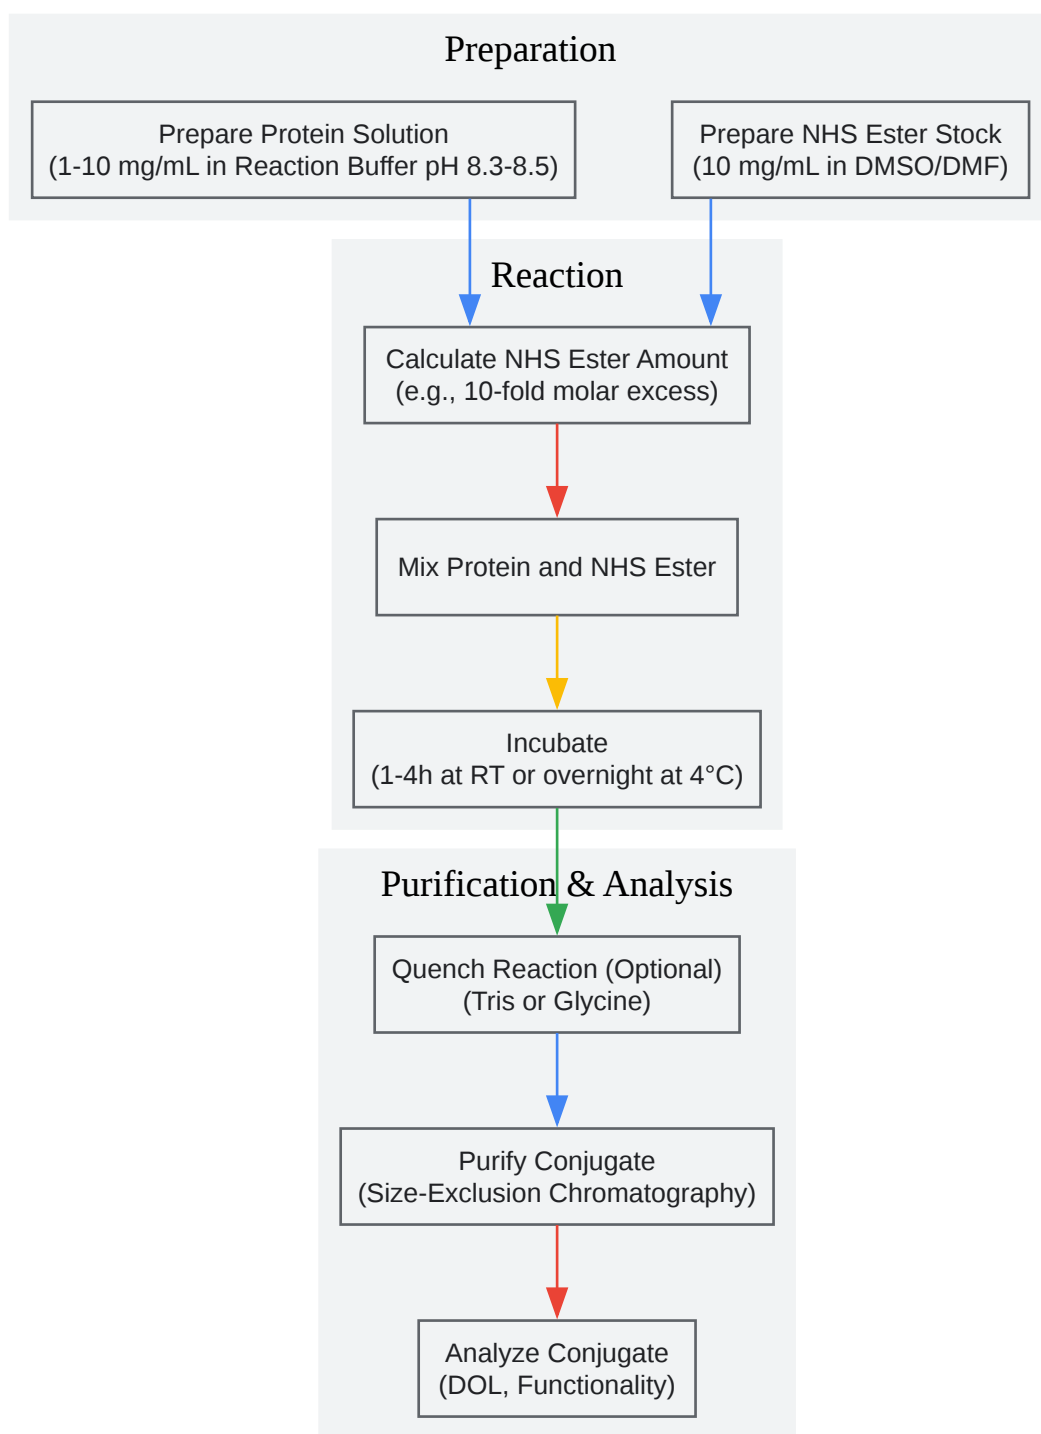 Preparation
Prepare Protein Solution
(1-10 mg/mL in Reaction Buffer pH 8.3-8.5)
Prepare NHS Ester Stock
(10 mg/mL in DMSO/DMF)
Reaction
Calculate NHS Ester Amount
(e.g., 10-fold molar excess)
Mix Protein and NHS Ester
Incubate
(1-4h at RT or overnight at 4°C)
Purification & Analysis
Quench Reaction (Optional)
(Tris or Glycine)
Purify Conjugate
(Size-Exclusion Chromatography)
Analyze Conjugate
(DOL, Functionality)